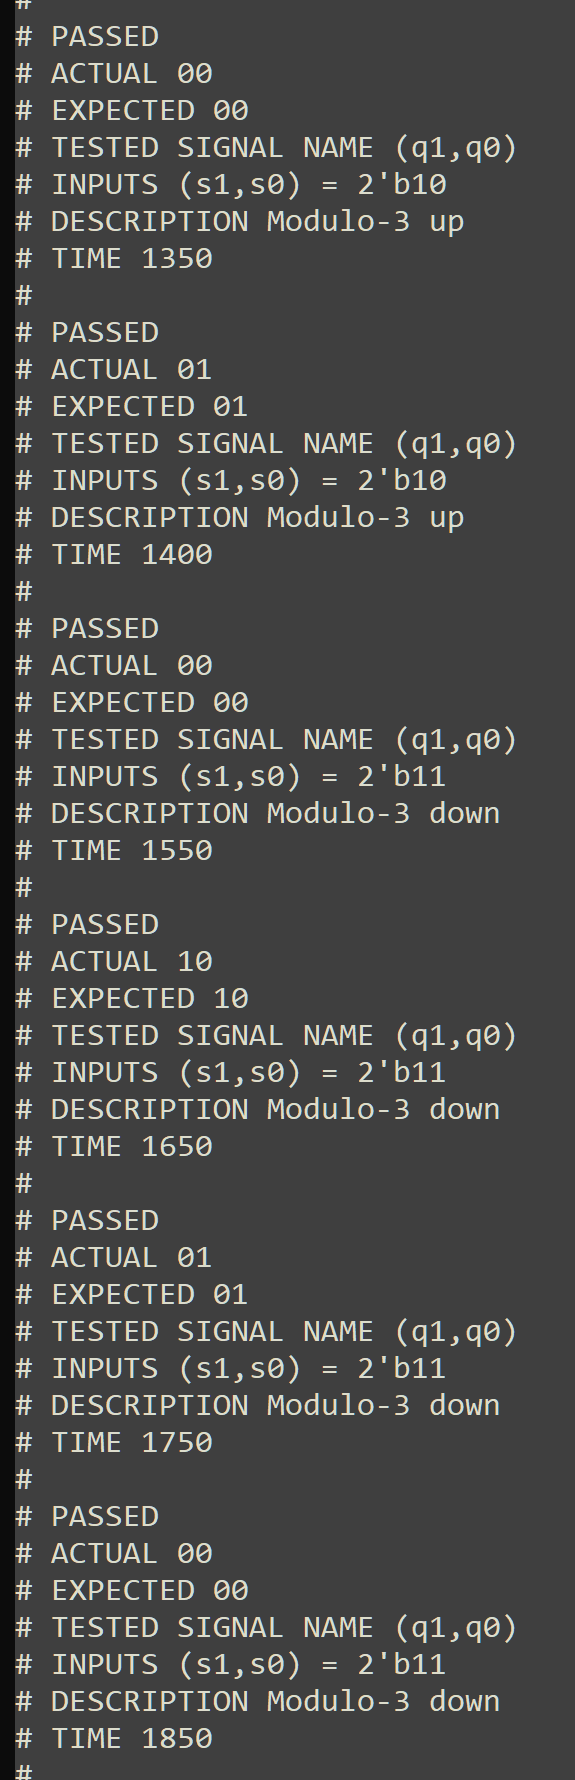 #
# PASSED
# ACTUAL 00
# EXPECTED 00
# TESTED SIGNAL NAME (q1,q0)
# INPUTS (s1,s0) = 2'b10
# DESCRIPTION Modulo-3 up
# TIME 1350
#
# PASSED
# ACTUAL 01
# EXPECTED 01
# TESTED SIGNAL NAME (q1,q0)
# INPUTS (s1,s0) = 2'b10
# DESCRIPTION Modulo-3 up
# TIME 1400
#
# PASSED
# ACTUAL 00
# EXPECTED 00
# TESTED SIGNAL NAME (q1,q0)
# INPUTS (s1,s0) = 2'b11
# DESCRIPTION Modulo-3 down
# TIME 1550
#
# PASSED
# ACTUAL 10
# EXPECTED 10
# TESTED SIGNAL NAME (q1,q0)
# INPUTS (s1,s0) = 2'b11
# DESCRIPTION Modulo-3 down
# TIME 1650
#
# PASSED
# ACTUAL 01
# EXPECTED 01
# TESTED SIGNAL NAME (q1,q0)
# INPUTS (s1,s0) = 2'b11
# DESCRIPTION Modulo-3 down
# TIME 1750
#
# PASSED
# ACTUAL 00
# EXPECTED 00
# TESTED SIGNAL NAME (q1,q0)
# INPUTS (s1,s0) = 2'b11
# DESCRIPTION Modulo-3 down
# TIME 1850
#